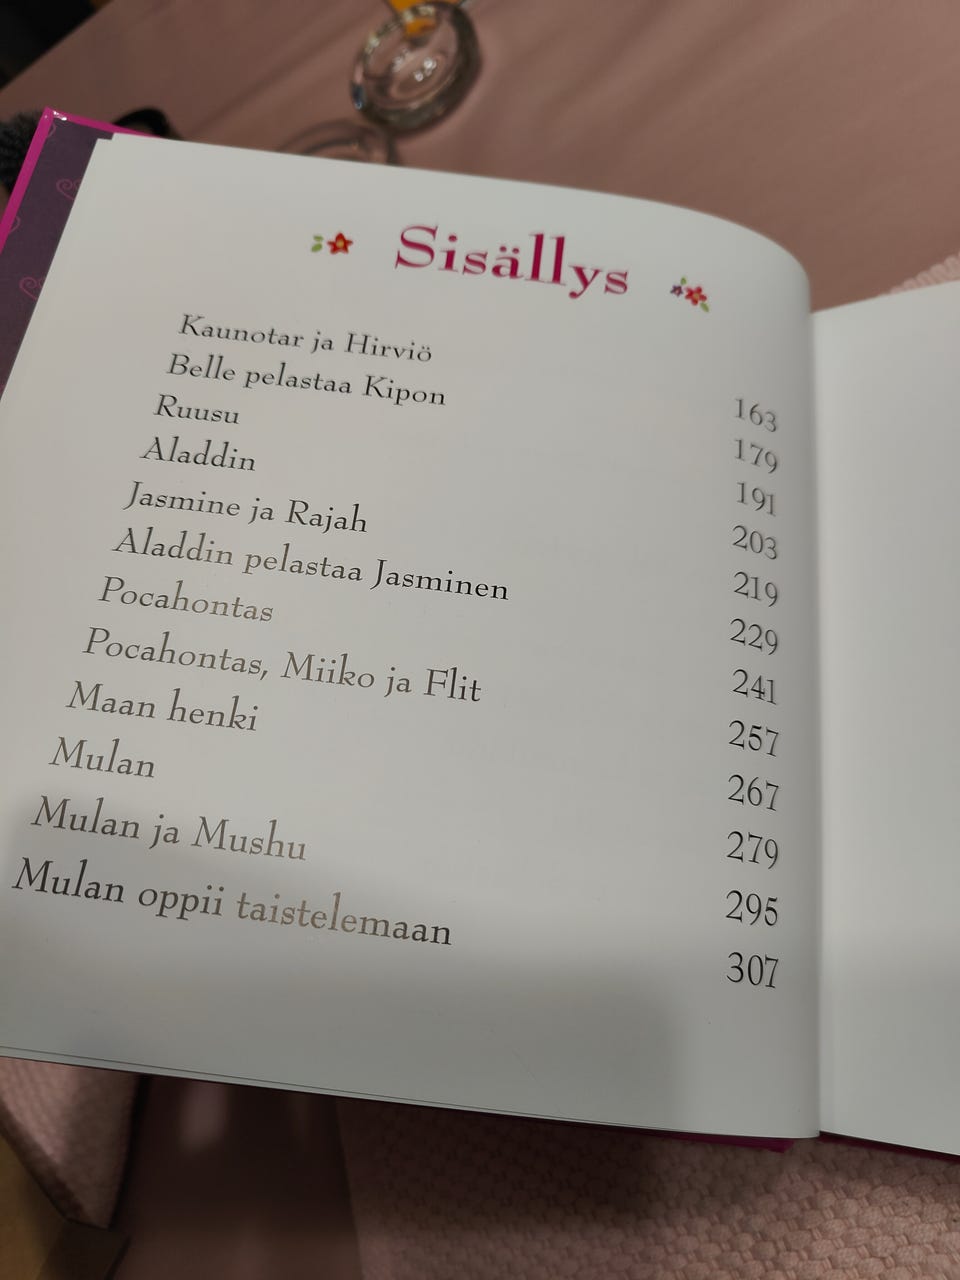 Sisällys
Kaunotar ja Hirviö 163
Belle pelastaa Kipon 179
Ruusu 191
Aladdin 203
Jasmine ja Rajah 219
Aladdin pelastaa Jasminen 229
Pocahontas 241
Pocahontas, Miiko ja Flit 257
Maan henki 267
Mulan 279
Mulan ja Mushu 295
Mulan oppii taistelemaan 307